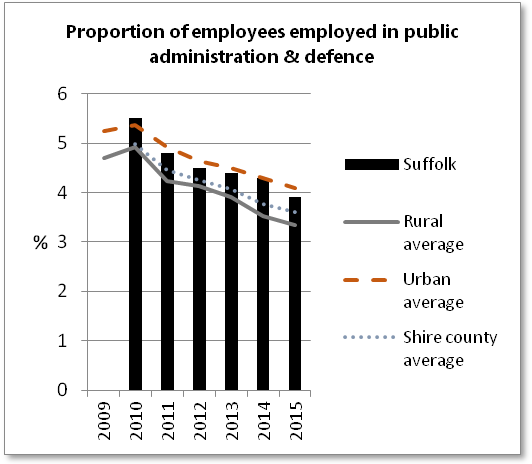 Proportion of employees employed in public
administration & defence
6
5
4
3
2
1
0
%
2009
2010
2011
2012
2013
2014
2015
Suffolk
Rural
average
Urban
average
Shire county
average